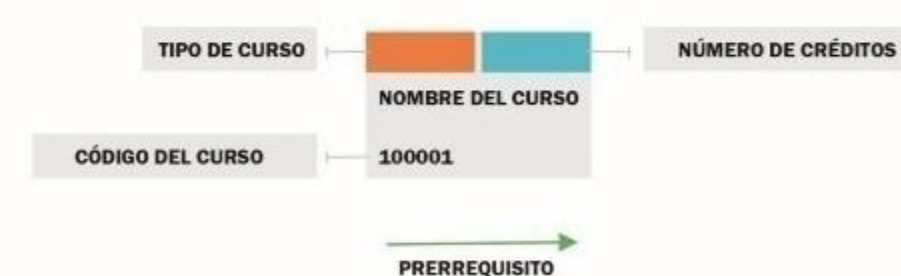 TIPO DE CURSO
NÚMERO DE CRÉDITOS
NOMBRE DEL CURSO
CÓDIGO DEL CURSO
100001
PRERREQUISITO